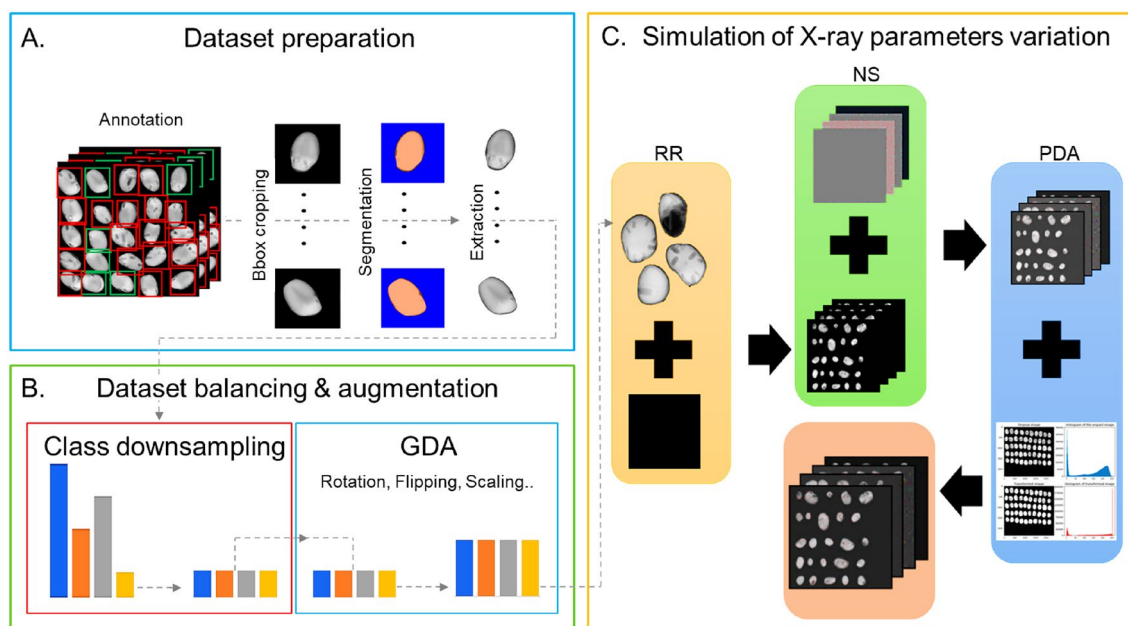 A. Dataset preparation
Annotation
Bbox cropping
Segmentation
Extraction
B. Dataset balancing & augmentation
Class downsampling
GDA
Rotation, Flipping, Scaling..
C. Simulation of X-ray parameters variation
RR
NS
PDA